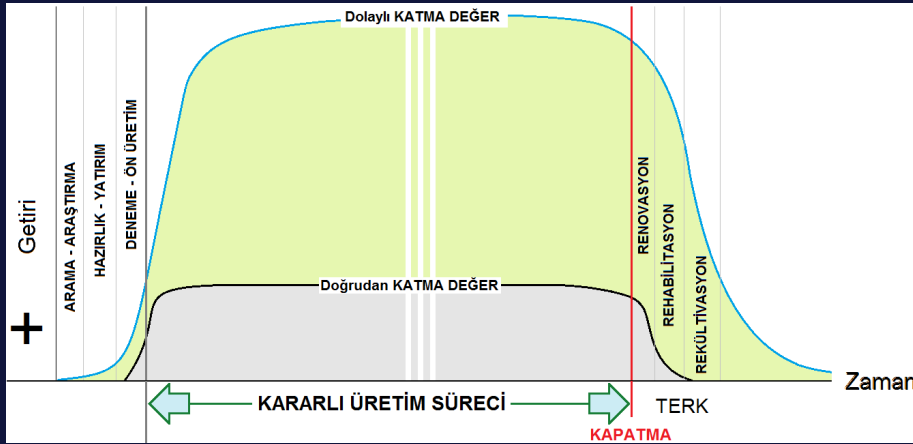 Dolaylı KATMA DEĞER
Getiri
+
ARAMA - ARAŞTIRMA
HAZIRLIK - YATIRIM
DENEME - ÖN ÜRETİM
Doğrudan KATMA DEĞER
RENOVASYON
REHABİLİTASYON
REKÜLTİVASYON
Zaman
KARARLI ÜRETİM SÜRECİ
TERK
KAPATMA